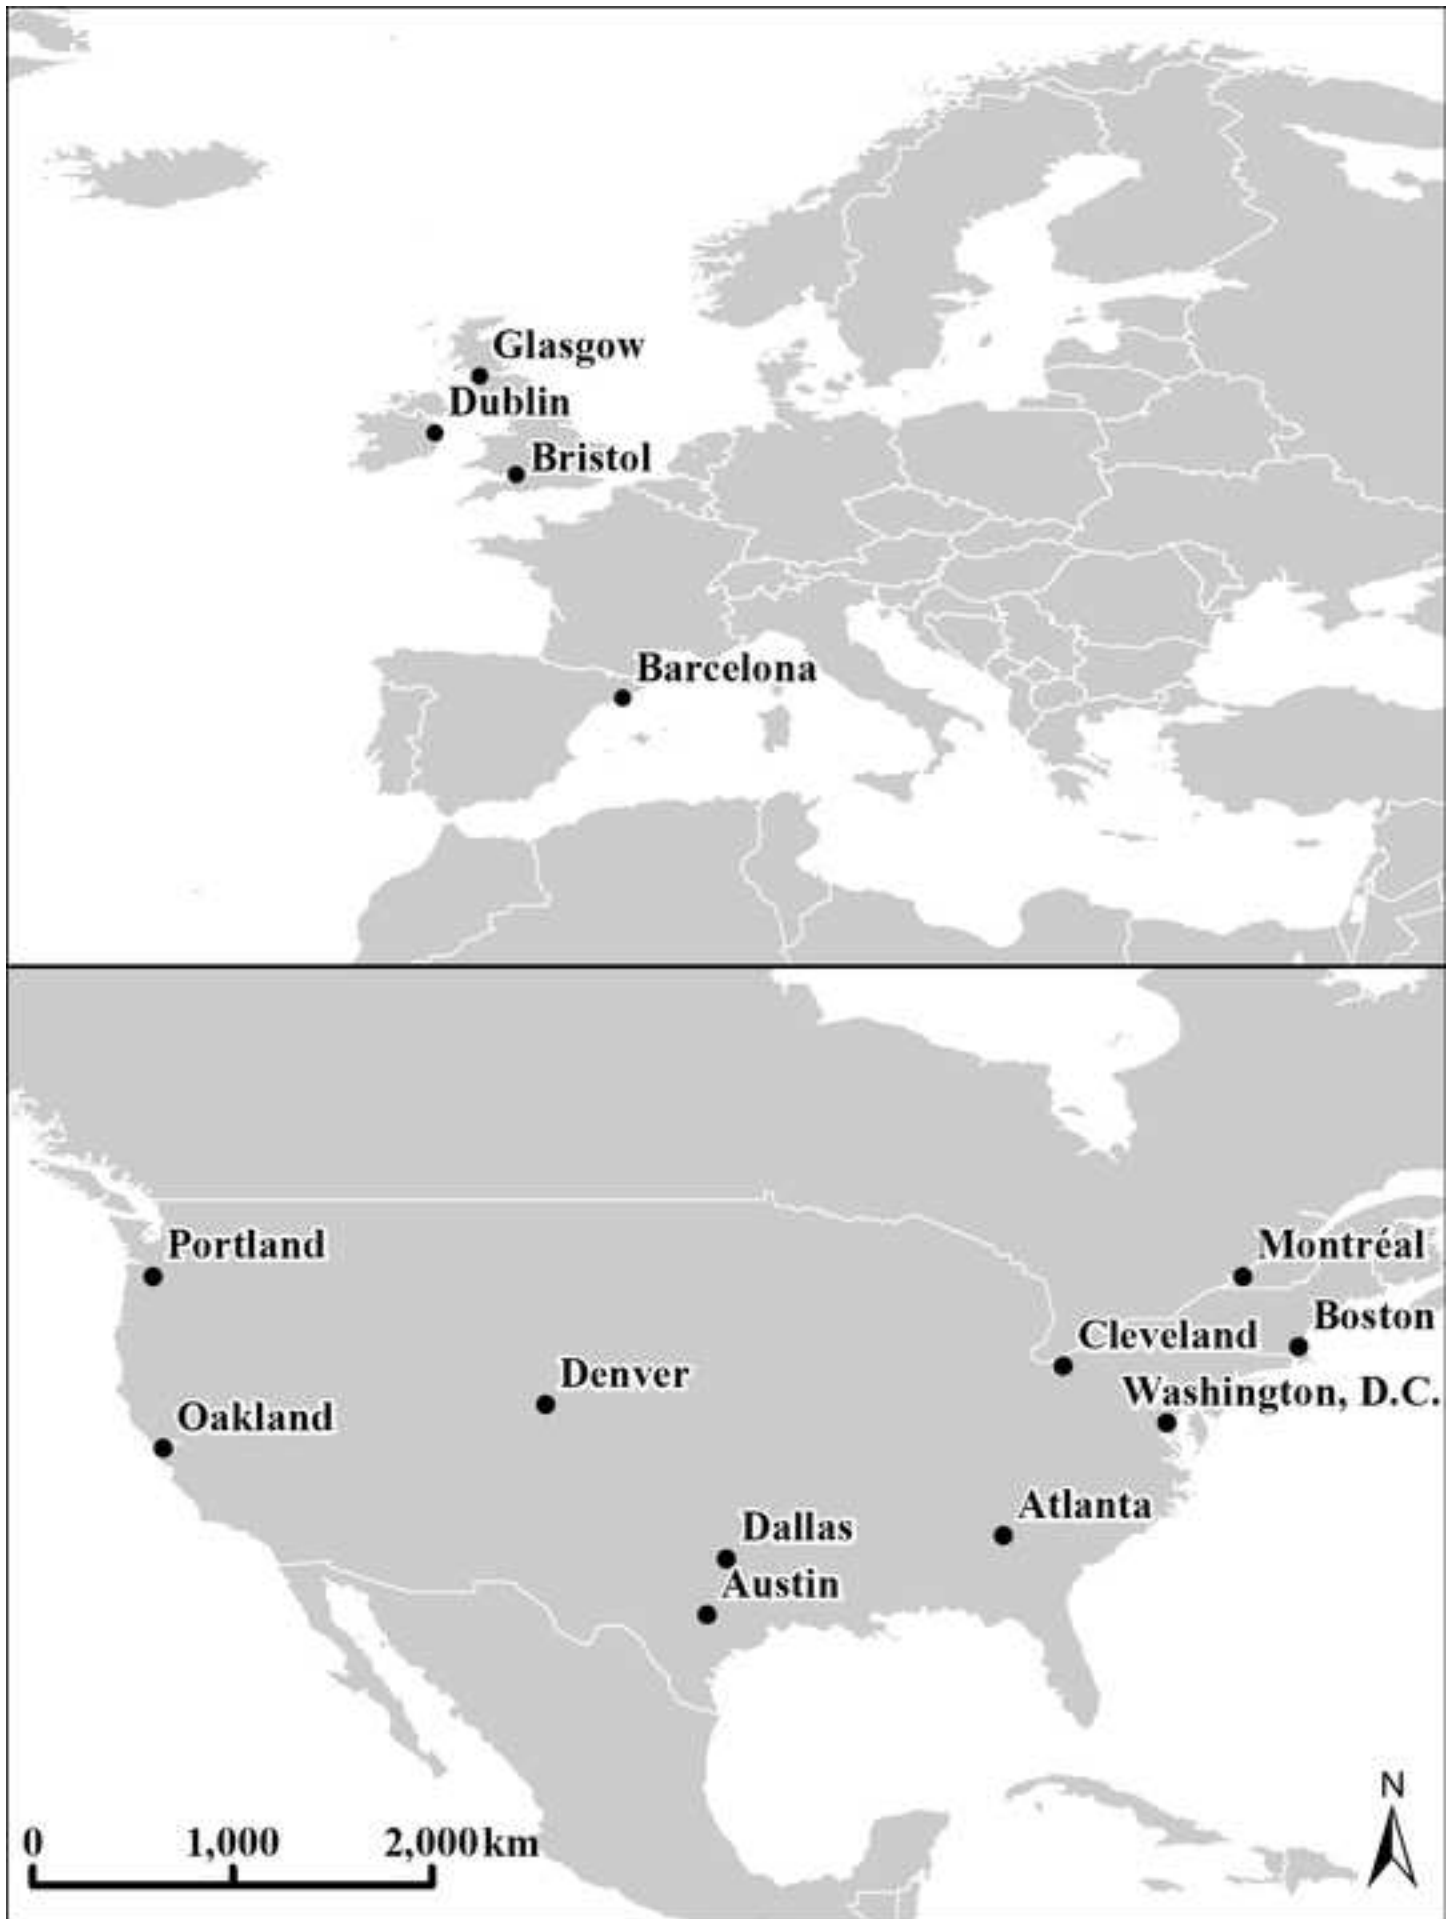 Glasgow
Dublin
Bristol
Barcelona
Portland
Montréal
Boston
Cleveland
Denver
Washington, D.C.
Oakland
Atlanta
Dallas
Austin
N
0 1,000 2,000 km